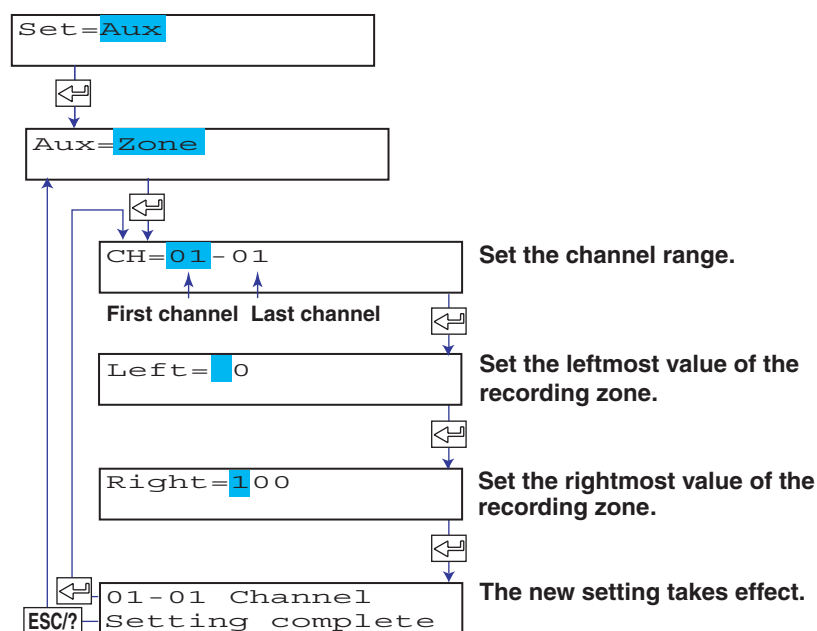 Set=Aux
Aux=Zone
CH=01-01
Set the channel range.
First channel Last channel
Left= 0
Set the leftmost value of the
recording zone.
Right=100
Set the rightmost value of the
recording zone.
01-01 Channel
The new setting takes effect.
ESC/?
Setting complete